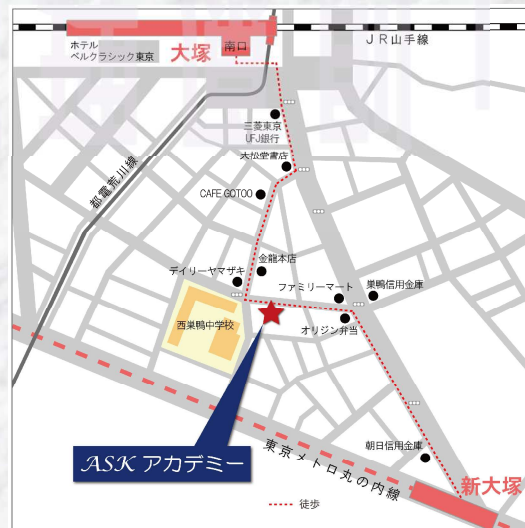 ホテル
ベルクラシック東京
大塚
南口
JR山手線
三菱東京
UFJ銀行
大松堂書店
都電荒川線
CAFE GOTOO
金龍本店
デイリーヤマザキ
ファミリーマート
巣鴨信用金庫
西巣鴨中学校
オリジン弁当
ASK アカデミー
東京メトロ丸の内線
朝日信用金庫
新大塚
徒歩